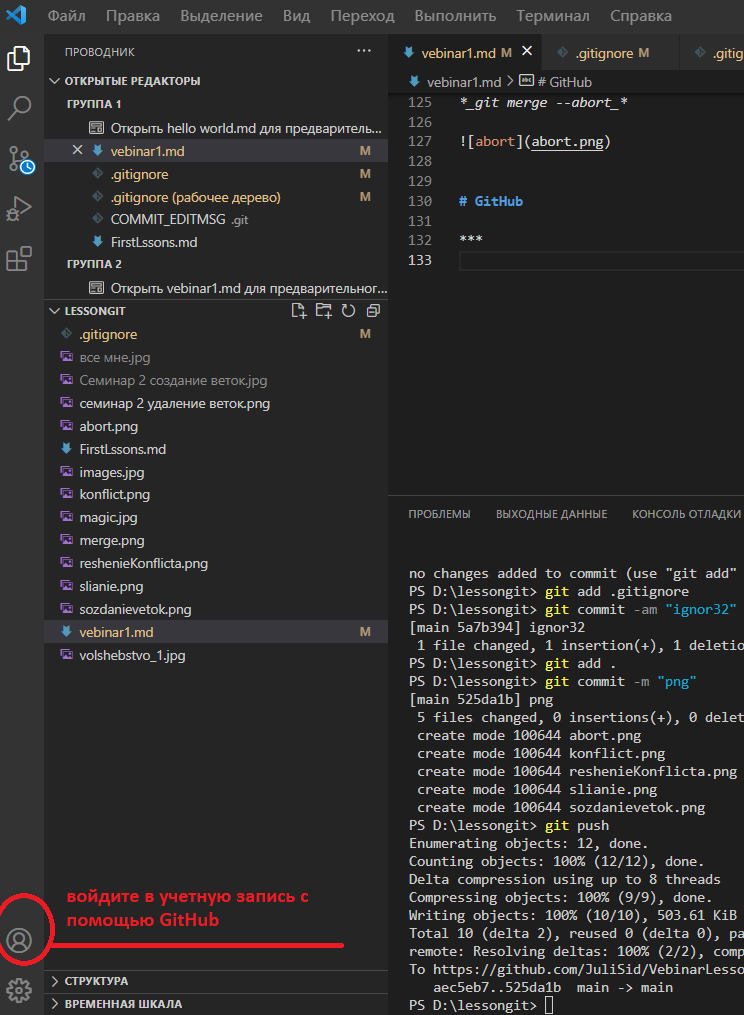 Файл Правка Выделение Вид Переход Выполнить Терминал Справка
ПРОВОДНИК ...
ОТКРЫТЫЕ РЕДАКТОРЫ
ГРУППА 1
Открыть hello world.md для предваритель...
vebinar1.md M
.gitignore M
.gitignore (рабочее дерево) M
COMMIT_EDITMSG .git
FirstLssons.md
ГРУППА 2
Открыть vebinar1.md для предварительног...
LESSONGIT
.gitignore M
все мне.jpg
Семинар 2 создание веток.jpg
семинар 2 удаление веток.png
abort.png
FirstLssons.md
images.jpg
konflict.png
magic.jpg
merge.png
reshenieKonflicta.png
slianie.png
sozdanievetok.png
vebinar1.md M
volshebstvo_1.jpg
войдите в учетную запись с
помощью GitHub
СТРУКТУРА
ВРЕМЕННАЯ ШКАЛА
vebinar1.md M .gitignore M .gitig
vebinar1.md > abc # GitHub
125 *_git merge --abort_*
126
127 ![abort](abort.png)
128
129
130 # GitHub
131
132 ***
133
ПРОБЛЕМЫ ВЫХОДНЫЕ ДАННЫЕ КОНСОЛЬ ОТЛАДКИ
no changes added to commit (use "git add"
PS D:\lessongit> git add .gitignore
PS D:\lessongit> git commit -am "ignor32"
[main 5a7b394] ignor32
1 file changed, 1 insertion(+), 1 deletio
PS D:\lessongit> git add .
PS D:\lessongit> git commit -m "png"
[main 525da1b] png
5 files changed, 0 insertions(+), 0 delet
create mode 100644 abort.png
create mode 100644 konflict.png
create mode 100644 reshenieKonflicta.png
create mode 100644 slianie.png
create mode 100644 sozdanievetok.png
PS D:\lessongit> git push
Enumerating objects: 12, done.
Counting objects: 100% (12/12), done.
Delta compression using up to 8 threads
Compressing objects: 100% (9/9), done.
Writing objects: 100% (10/10), 503.61 KiB
Total 10 (delta 2), reused 0 (delta 0), pa
remote: Resolving deltas: 100% (2/2), comp
To https://github.com/JuliSid/VebinarLesso
aec5eb7..525da1b main -> main
PS D:\lessongit>